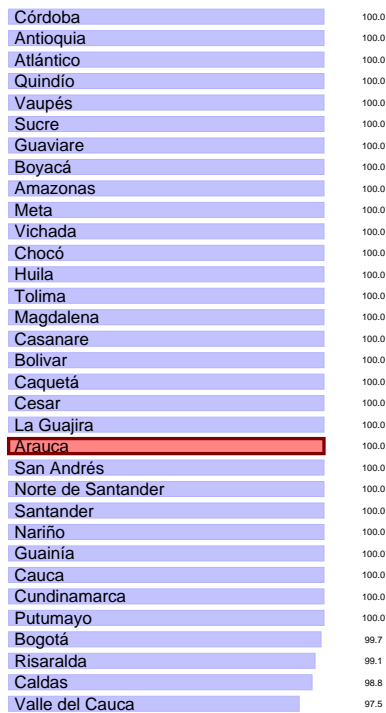 Córdoba 100.0
Antioquia 100.0
Atlántico 100.0
Quindío 100.0
Vaupés 100.0
Sucre 100.0
Guaviare 100.0
Boyacá 100.0
Amazonas 100.0
Meta 100.0
Vichada 100.0
Chocó 100.0
Huila 100.0
Tolima 100.0
Magdalena 100.0
Casanare 100.0
Bolivar 100.0
Caquetá 100.0
Cesar 100.0
La Guajira 100.0
Arauca 100.0
San Andrés 100.0
Norte de Santander 100.0
Santander 100.0
Nariño 100.0
Guainía 100.0
Cauca 100.0
Cundinamarca 100.0
Putumayo 100.0
Bogotá 99.7
Risaralda 99.1
Caldas 98.8
Valle del Cauca 97.5